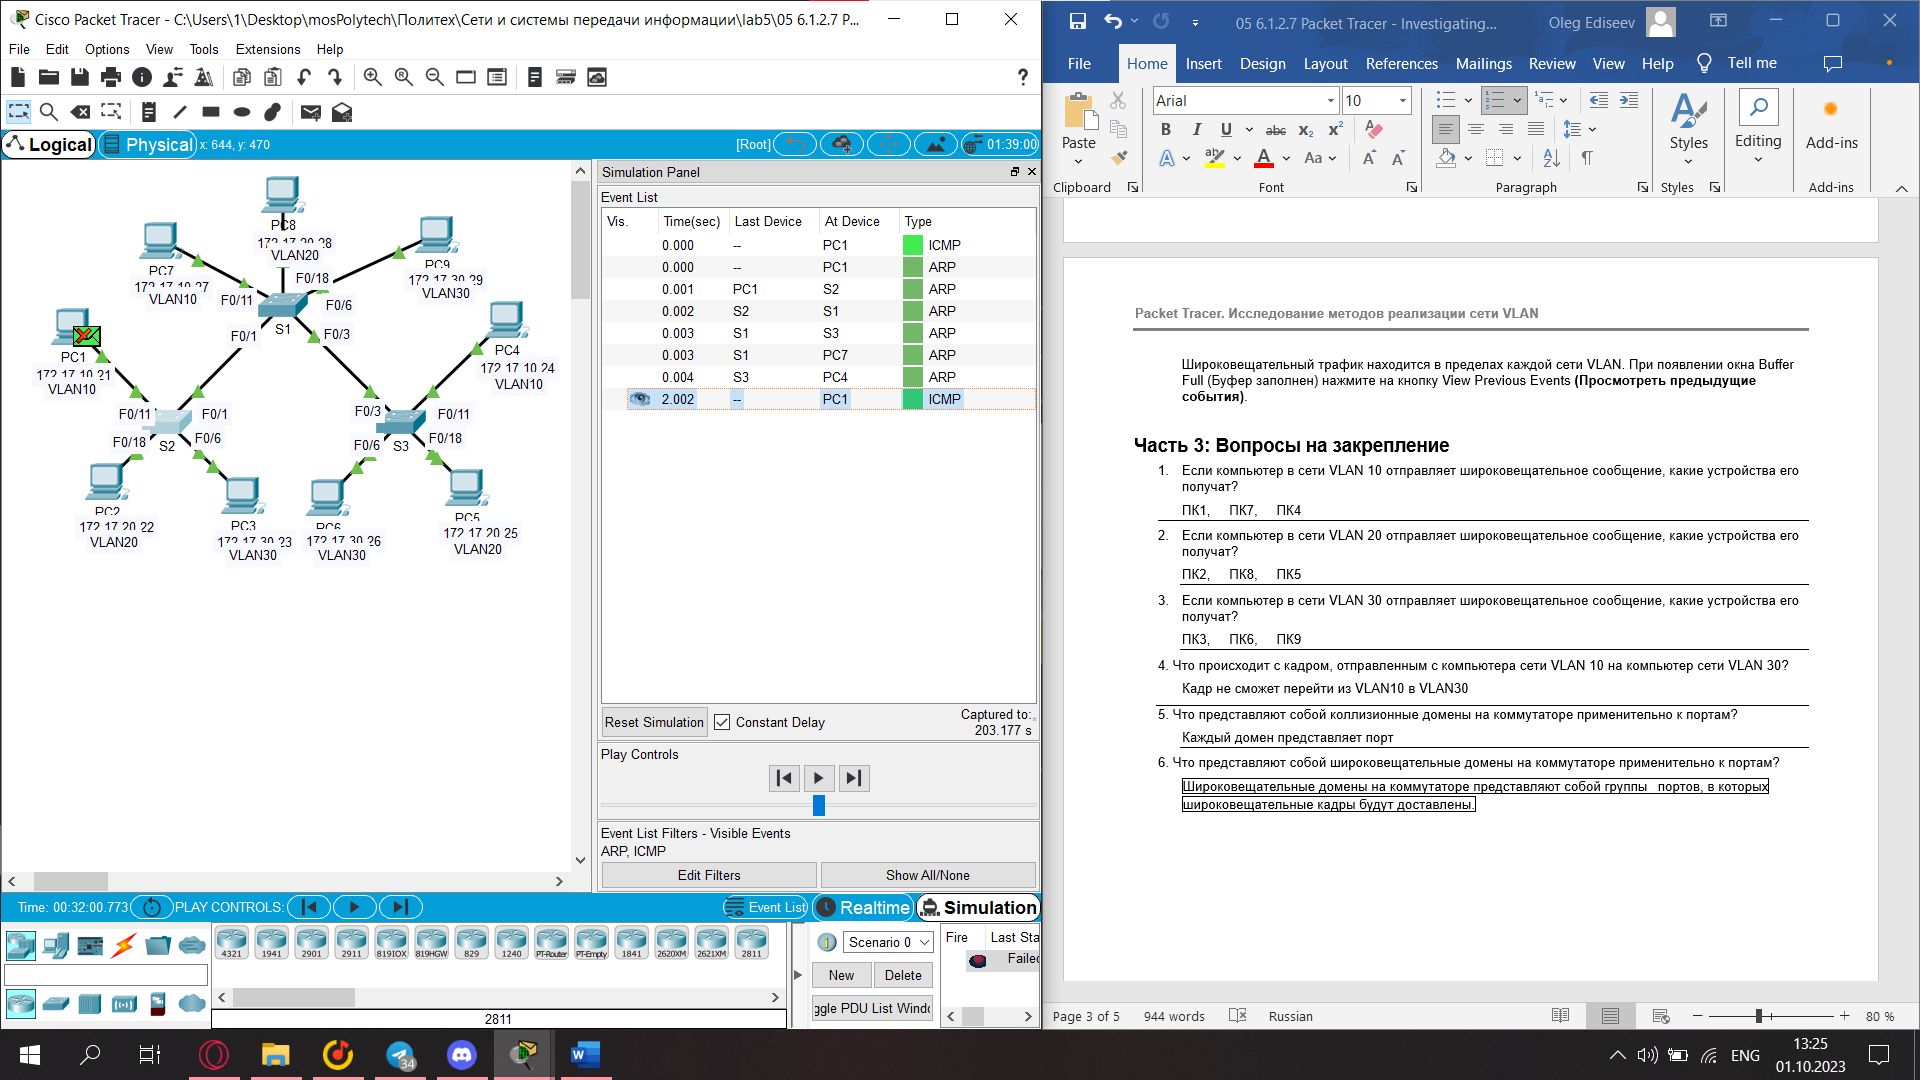 Cisco Packet Tracer - C:\Users\1\Desktop\mosPolytech\Политех\Сети и системы передачи информации\lab5\05 6.1.2.7 P...
File Edit Options View Tools Extensions Help
?
Logical Physical x: 644, y: 470 [Root] 01:39:00
PC8
172.17.20.28
VLAN20
PC7
172.17.10.27
VLAN10
PC9
172.17.30.29
VLAN30
F0/18
F0/11
F0/6
S1
F0/1
F0/3
PC1
172.17.10.21
VLAN10
PC4
172.17.10.24
VLAN10
F0/11
F0/1
S2
F0/18
F0/6
F0/3
F0/11
F0/6
S3
F0/18
PC2
172.17.20.22
VLAN20
PC3
172.17.30.23
VLAN30
PC6
172.17.30.26
VLAN30
PC5
172.17.20.25
VLAN20
Simulation Panel
Event List
Vis. Time(sec) Last Device At Device Type
0.000 -- PC1 ICMP
0.000 -- PC1 ARP
0.001 PC1 S2 ARP
0.002 S2 S1 ARP
0.003 S1 S3 ARP
0.003 S1 PC7 ARP
0.004 S3 PC4 ARP
2.002 -- PC1 ICMP
Reset Simulation Constant Delay
Captured to:
203.177 s
Play Controls
Event List Filters - Visible Events
ARP, ICMP
Edit Filters Show All/None
Time: 00:32:00.773 PLAY CONTROLS: Event List Realtime Simulation
4321 1941 2901 2911 819IOX 819HGW 829 1240 PT-Router PT-Empty 1841 2620XM 2621XM 2811
2811
Scenario 0
New Delete
ggle PDU List Windo
Fire Last Sta
Failed
05 6.1.2.7 Packet Tracer - Investigating... Oleg Ediseev
File Home Insert Design Layout References Mailings Review View Help Tell me
Paste
Arial 10
B I U abc x2 x2
A A Aa A A
Styles
Editing
Add-ins
Clipboard Font Paragraph Styles Add-ins
Packet Tracer. Исследование методов реализации сети VLAN
Широковещательный трафик находится в пределах каждой сети VLAN. При появлении окна Buffer
Full (Буфер заполнен) нажмите на кнопку View Previous Events (Просмотреть предыдущие
события).
Часть 3: Вопросы на закрепление
1. Если компьютер в сети VLAN 10 отправляет широковещательное сообщение, какие устройства его
получат?
ПК1, ПК7, ПК4
2. Если компьютер в сети VLAN 20 отправляет широковещательное сообщение, какие устройства его
получат?
ПК2, ПК8, ПК5
3. Если компьютер в сети VLAN 30 отправляет широковещательное сообщение, какие устройства его
получат?
ПК3, ПК6, ПК9
4. Что происходит с кадром, отправленным с компьютера сети VLAN 10 на компьютер сети VLAN 30?
Кадр не сможет перейти из VLAN10 в VLAN30
5. Что представляют собой коллизионные домены на коммутаторе применительно к портам?
Каждый домен представляет порт
6. Что представляют собой широковещательные домены на коммутаторе применительно к портам?
Широковещательные домены на коммутаторе представляют собой группы портов, в которых
широковещательные кадры будут доставлены.
Page 3 of 5 944 words Russian 80 %
34
ENG
13:25
01.10.2023